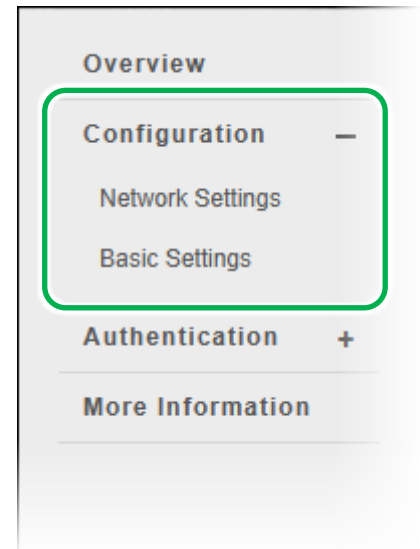 Overview
Configuration –
Network Settings
Basic Settings
Authentication +
More Information